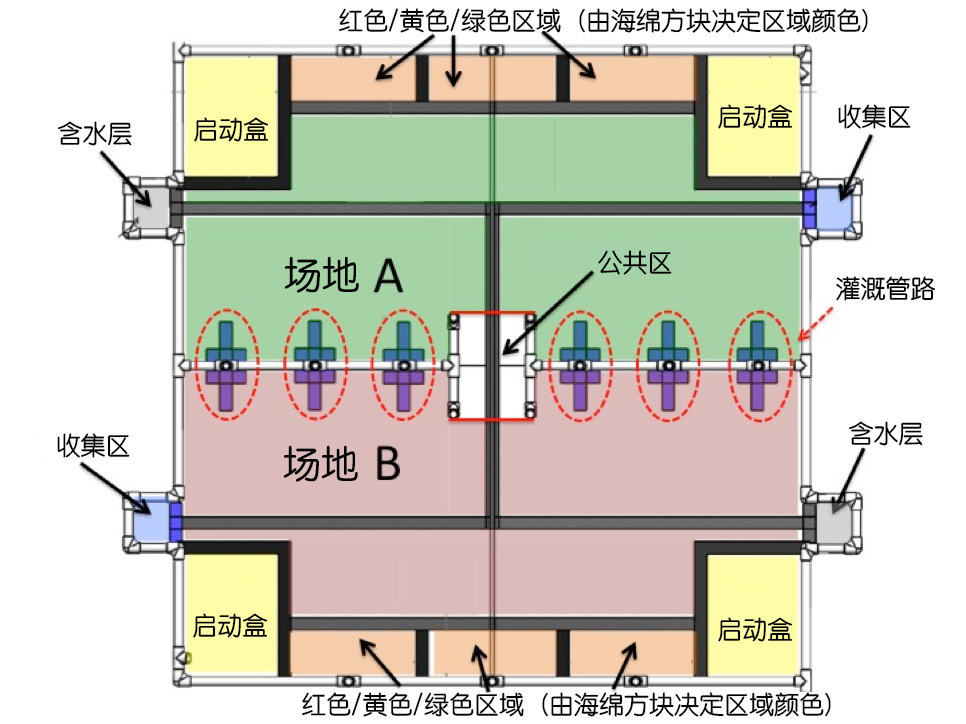 红色/黄色/绿色区域（由海绵方块决定区域颜色）
启动盒
启动盒
收集区
含水层
场地 A
公共区
灌溉管路
收集区
场地 B
含水层
启动盒
启动盒
红色/黄色/绿色区域（由海绵方块决定区域颜色）